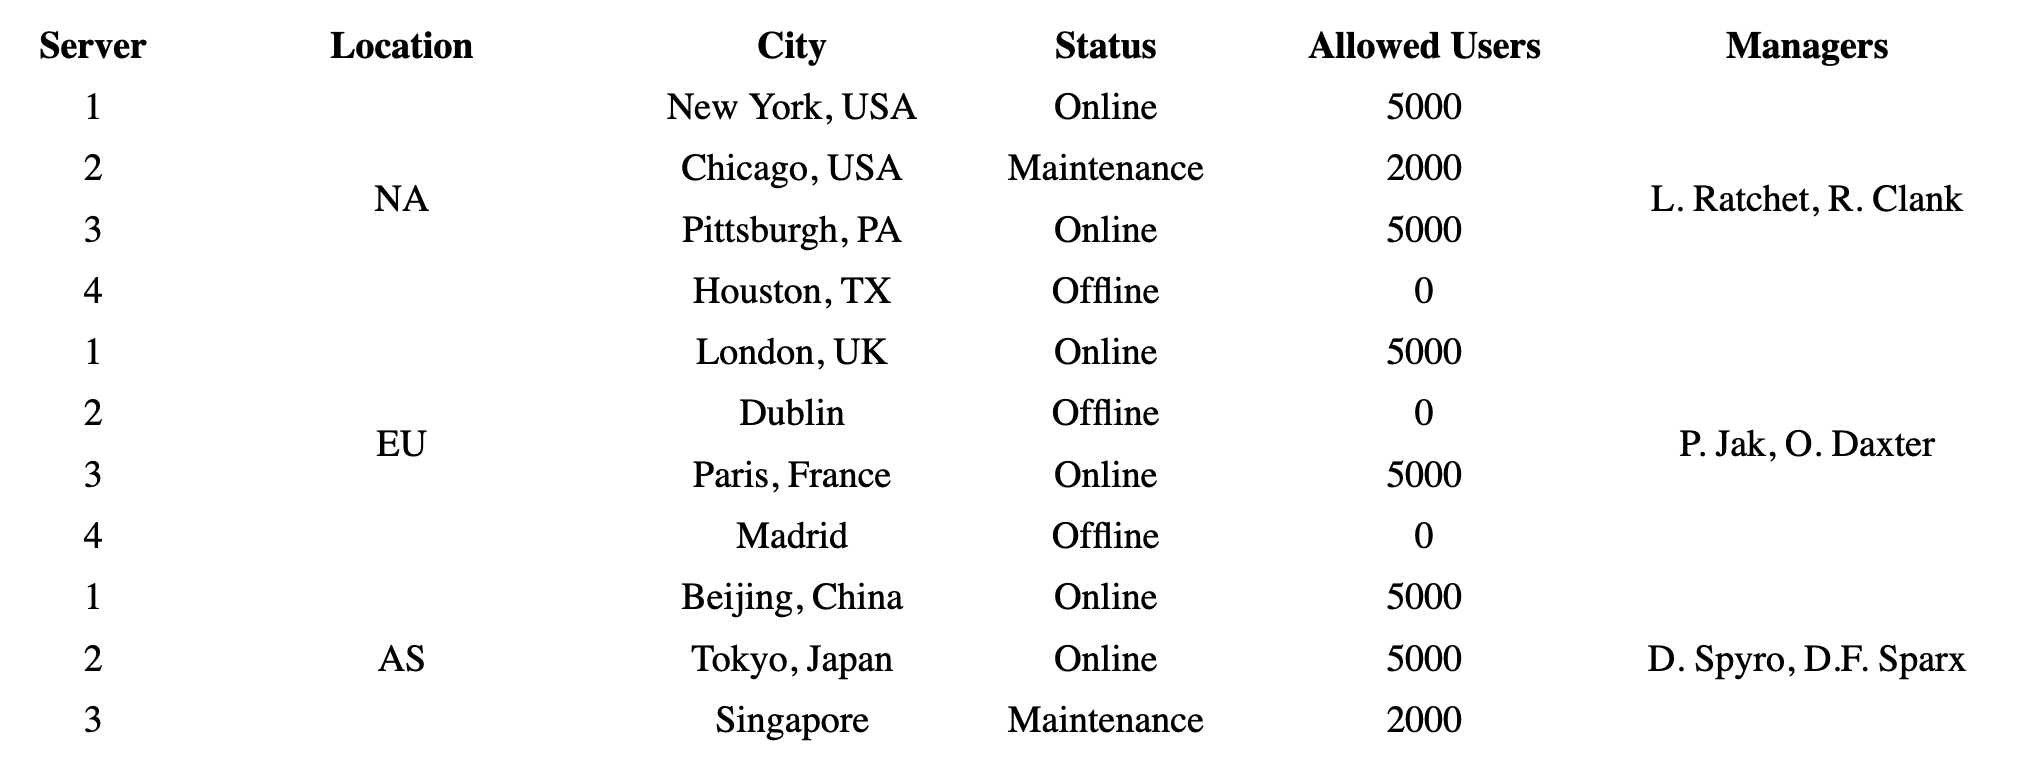 Server Location City Status Allowed Users Managers
1 New York, USA Online 5000
2 Chicago, USA Maintenance 2000
NA L. Ratchet, R. Clank
3 Pittsburgh, PA Online 5000
4 Houston, TX Offline 0
1 London, UK Online 5000
2 Dublin Offline 0
EU P. Jak, O. Daxter
3 Paris, France Online 5000
4 Madrid Offline 0
1 Beijing, China Online 5000
2 AS Tokyo, Japan Online 5000 D. Spyro, D.F. Sparx
3 Singapore Maintenance 2000